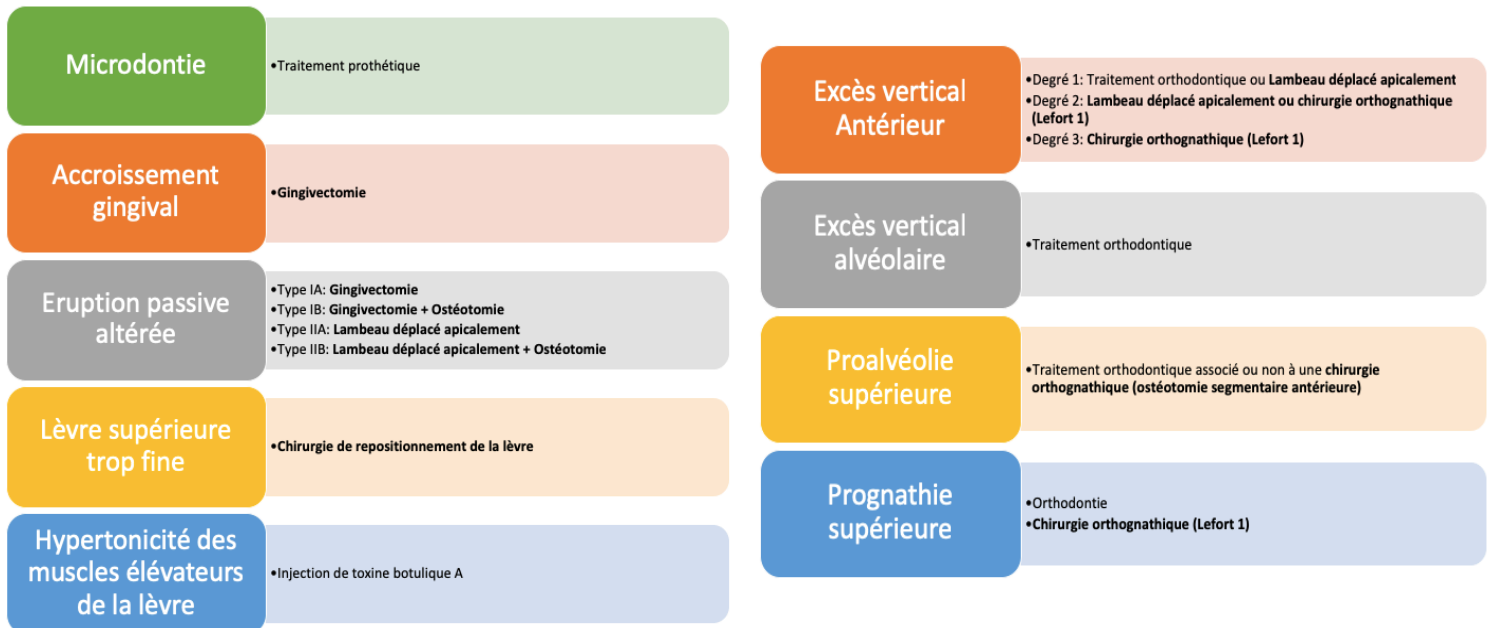 Microdontie
•Traitement prothétique
Accroissement
gingival
•Gingivectomie
Eruption passive
altérée
•Type IA: Gingivectomie
•Type IB: Gingivectomie + Ostéotomie
•Type IIA: Lambeau déplacé apicalement
•Type IIB: Lambeau déplacé apicalement + Ostéotomie
Lèvre supérieure
trop fine
•Chirurgie de repositionnement de la lèvre
Hypertonicité des
muscles élévateurs
de la lèvre
•Injection de toxine botulique A
Excès vertical
Antérieur
•Degré 1: Traitement orthodontique ou Lambeau déplacé apicalement
•Degré 2: Lambeau déplacé apicalement ou chirurgie orthognathique
(Lefort 1)
•Degré 3: Chirurgie orthognathique (Lefort 1)
Excès vertical
alvéolaire
•Traitement orthodontique
Proalvéolie
supérieure
•Traitement orthodontique associé ou non à une chirurgie
orthognathique (ostéotomie segmentaire antérieure)
Prognathie
supérieure
•Orthodontie
•Chirurgie orthognathique (Lefort 1)